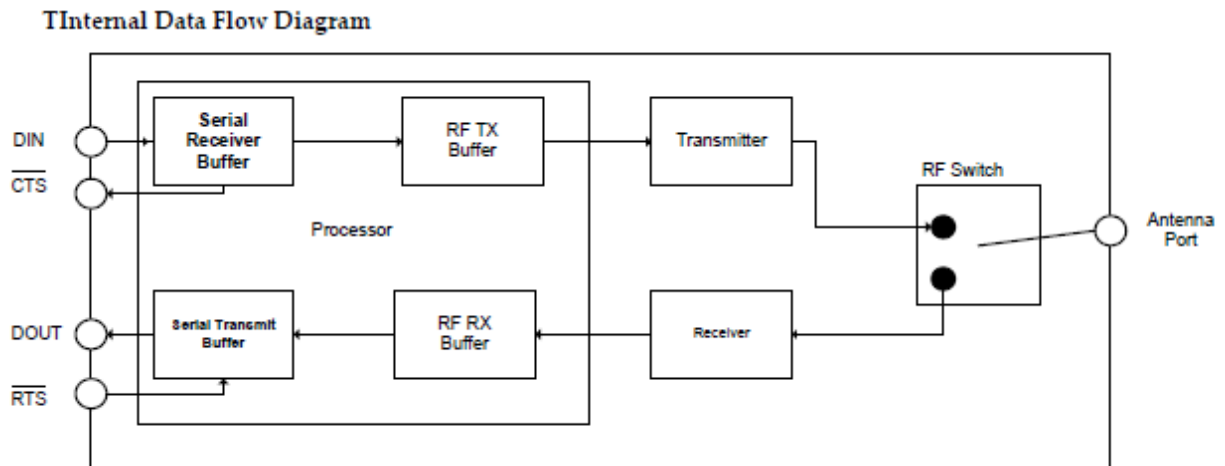 TInternal Data Flow Diagram
DIN
Serial
Receiver
Buffer
RF TX
Buffer
Transmitter
CTS
RF Switch
Processor
Antenna
Port
DOUT
Serial Transmit
Buffer
RF RX
Buffer
Receiver
RTS